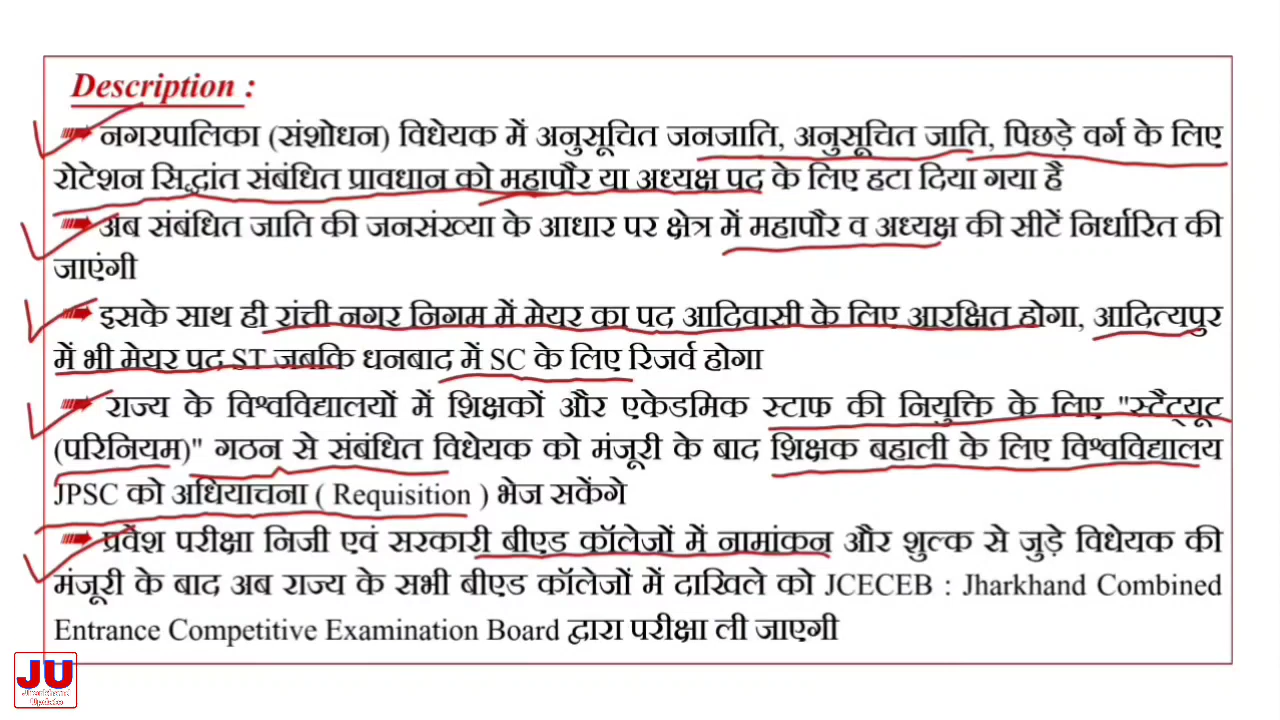 Description :
नगरपालिका (संशोधन) विधेयक में अनुसूचित जनजाति, अनुसूचित जाति, पिछड़े वर्ग के लिए
रोटेशन सिद्धांत संबंधित प्रावधान को महापौर या अध्यक्ष पद के लिए हटा दिया गया है
अब संबंधित जाति की जनसंख्या के आधार पर क्षेत्र में महापौर व अध्यक्ष की सीटें निर्धारित की
जाएंगी
इसके साथ ही रांची नगर निगम में मेयर का पद आदिवासी के लिए आरक्षित होगा, आदित्यपुर
में भी मेयर पद ST जबकि धनबाद में SC के लिए रिजर्व होगा
राज्य के विश्वविद्यालयों में शिक्षकों और एकेडमिक स्टाफ की नियुक्ति के लिए "स्टैट्यूट
(परिनियम)" गठन से संबंधित विधेयक को मंजूरी के बाद शिक्षक बहाली के लिए विश्वविद्यालय
JPSC को अधियाचना ( Requisition ) भेज सकेंगे
प्रवेश परीक्षा निजी एवं सरकारी बीएड कॉलेजों में नामांकन और शुल्क से जुड़े विधेयक की
मंजूरी के बाद अब राज्य के सभी बीएड कॉलेजों में दाखिले को JCECEB : Jharkhand Combined
Entrance Competitive Examination Board द्वारा परीक्षा ली जाएगी
JU
Jharkhand
Update